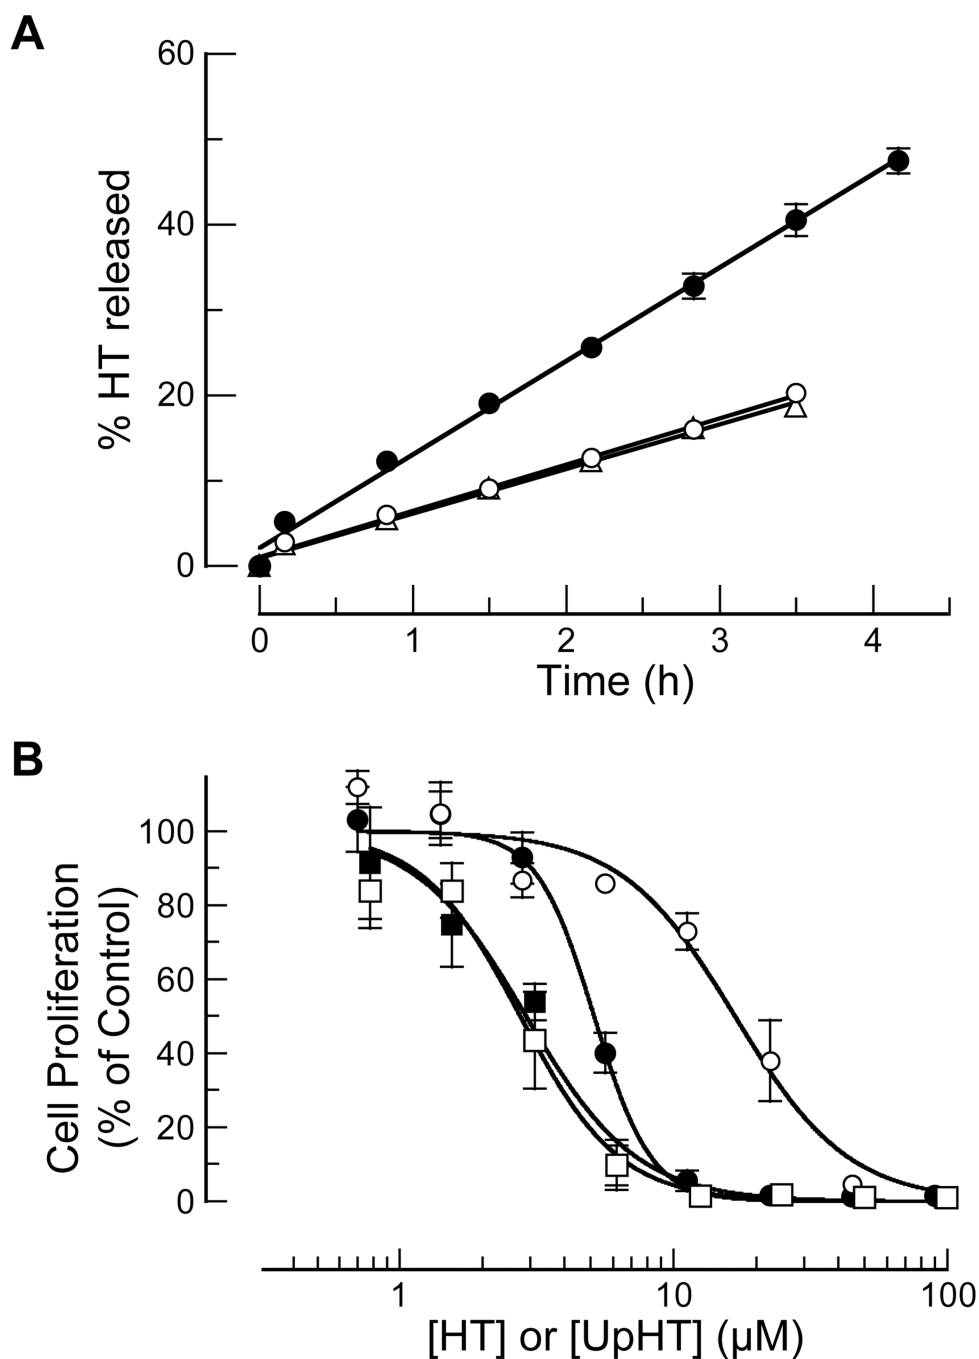 A
60
40
20
0
% HT released
0 1 2 3 4
Time (h)
B
100
80
60
40
20
0
Cell Proliferation
(% of Control)
1 10 100
[HT] or [UpHT] (µM)